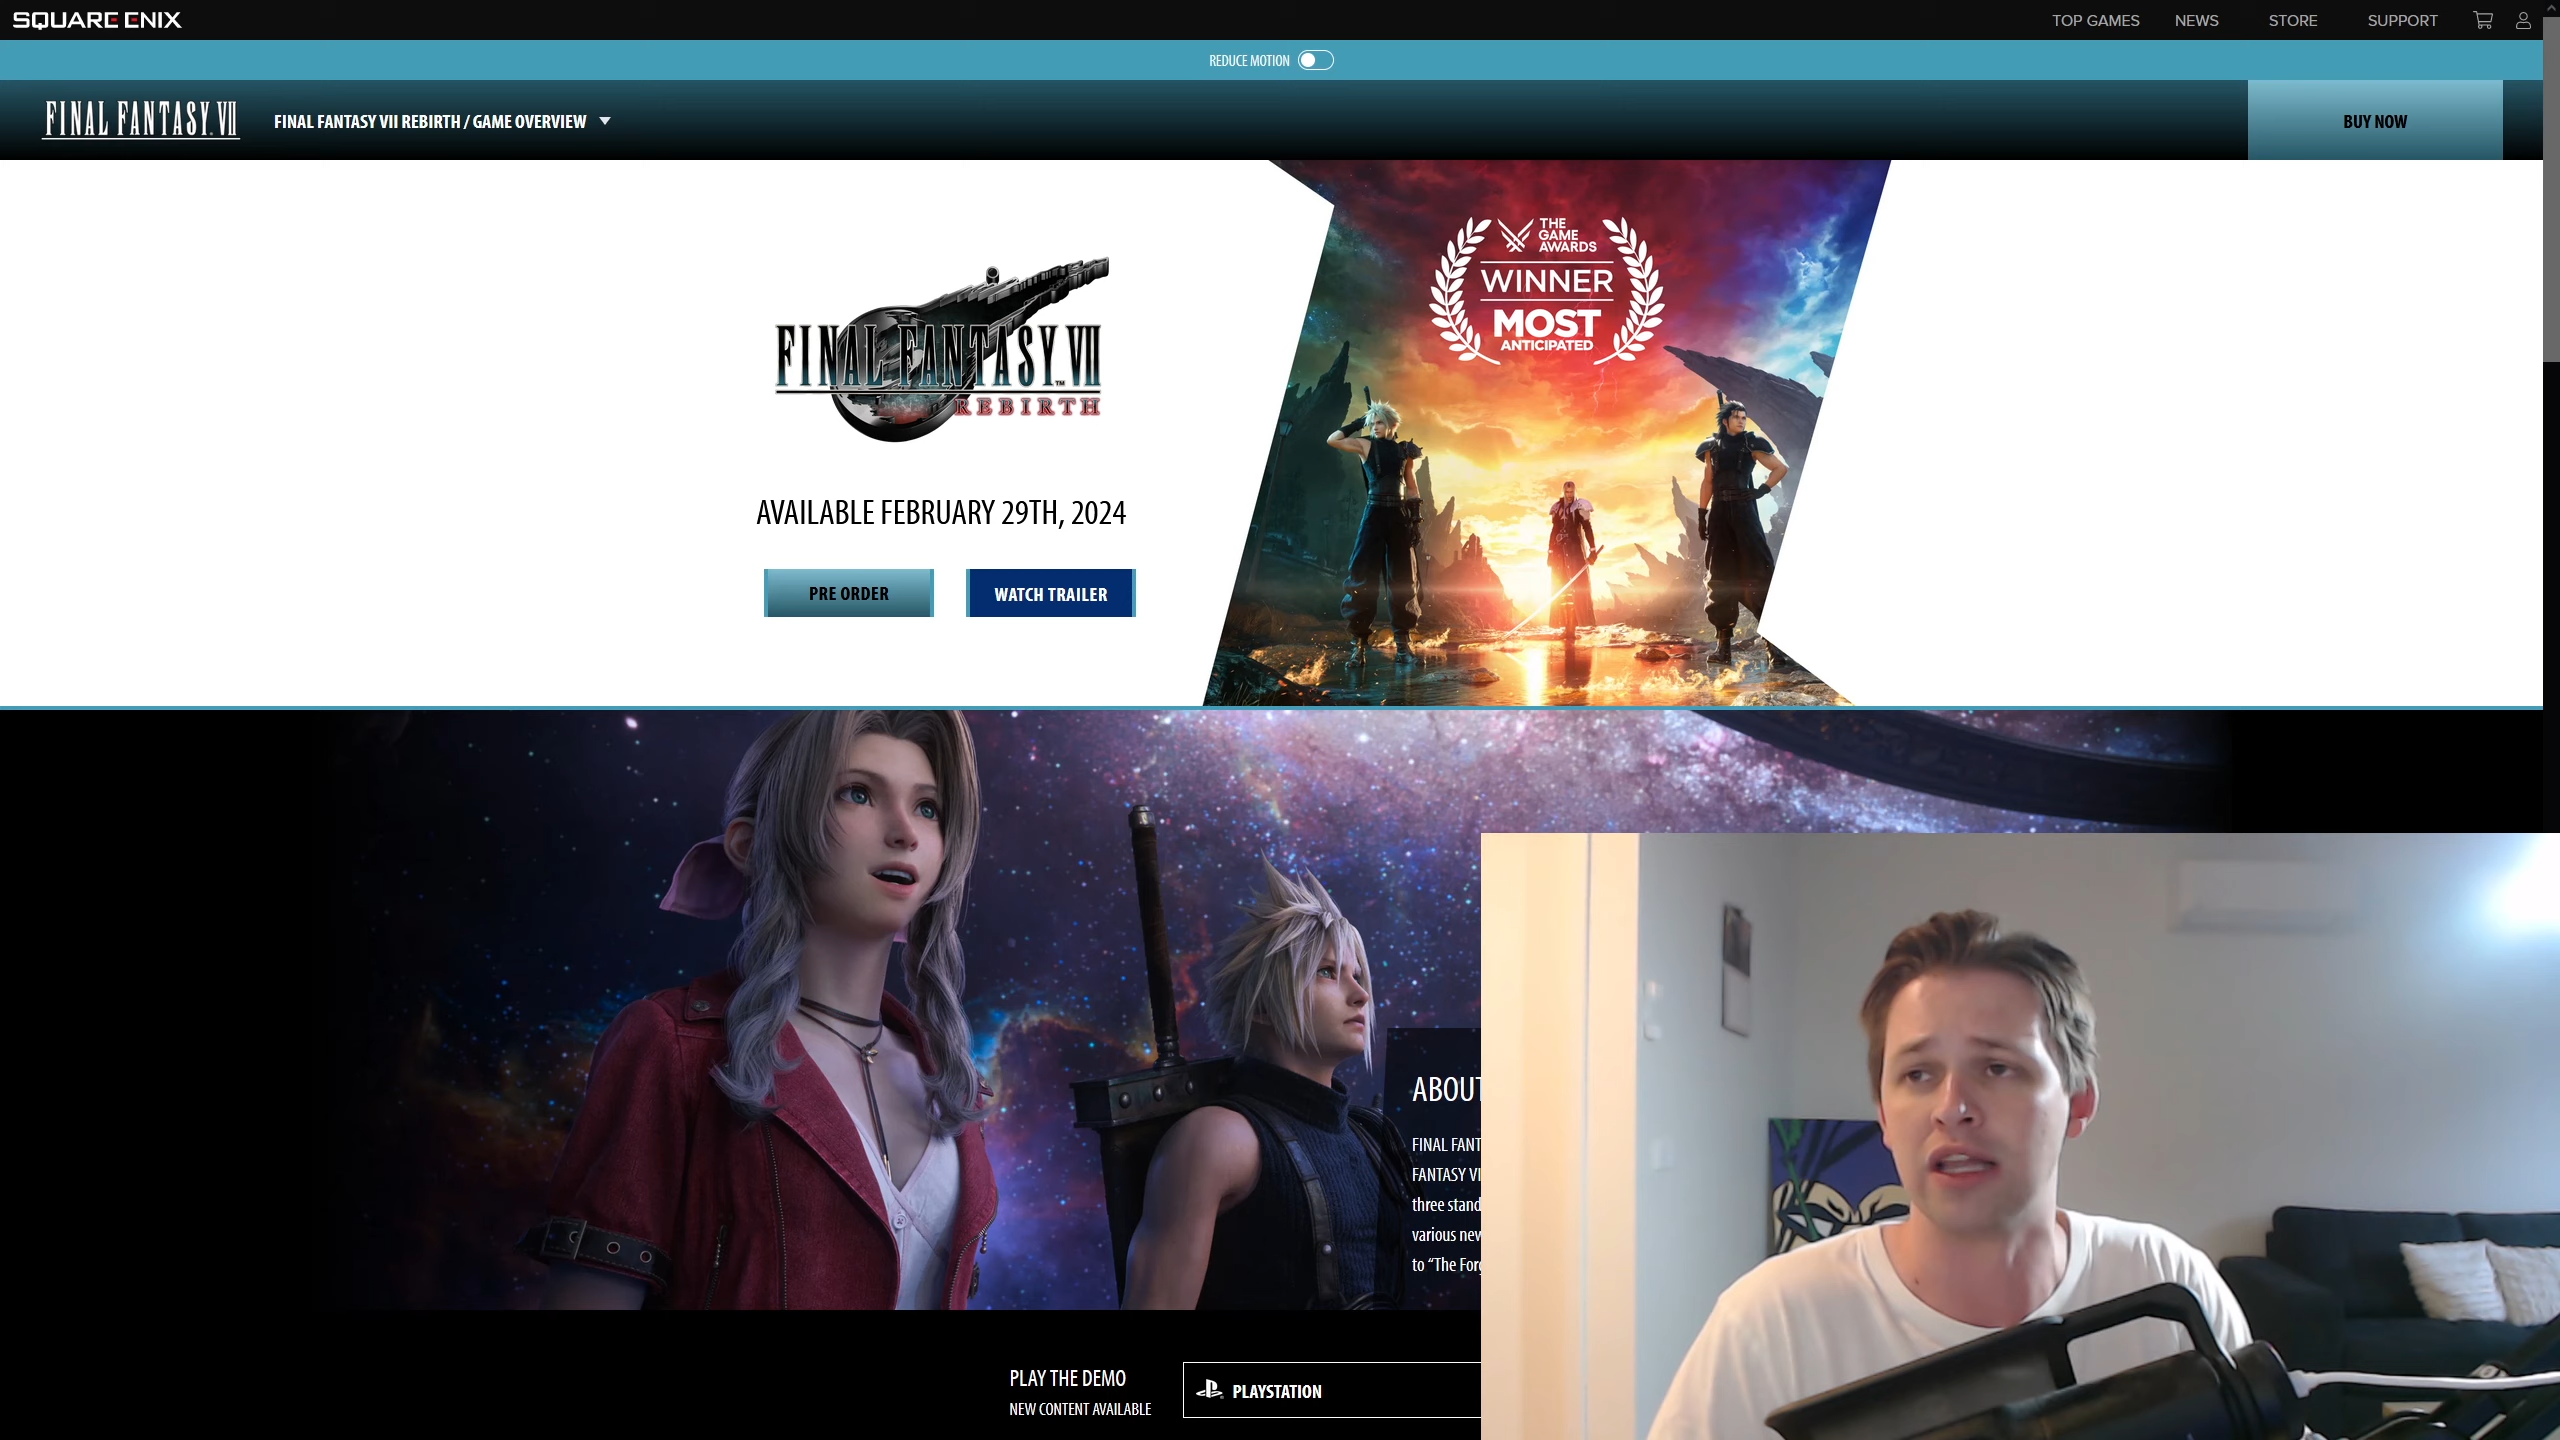 SQUARE ENIX
TOP GAMES NEWS STORE SUPPORT
REDUCE MOTION
FINAL FANTASY VII
FINAL FANTASY VII REBIRTH / GAME OVERVIEW
BUY NOW
THE
GAME
AWARDS
WINNER
MOST
ANTICIPATED
FINAL FANTASY VII™
REBIRTH
AVAILABLE FEBRUARY 29TH, 2024
PRE ORDER
WATCH TRAILER
ABOUT
FINAL FANT
FANTASY VI
three stand
various new
to “The Forg
PLAY THE DEMO
NEW CONTENT AVAILABLE
PLAYSTATION